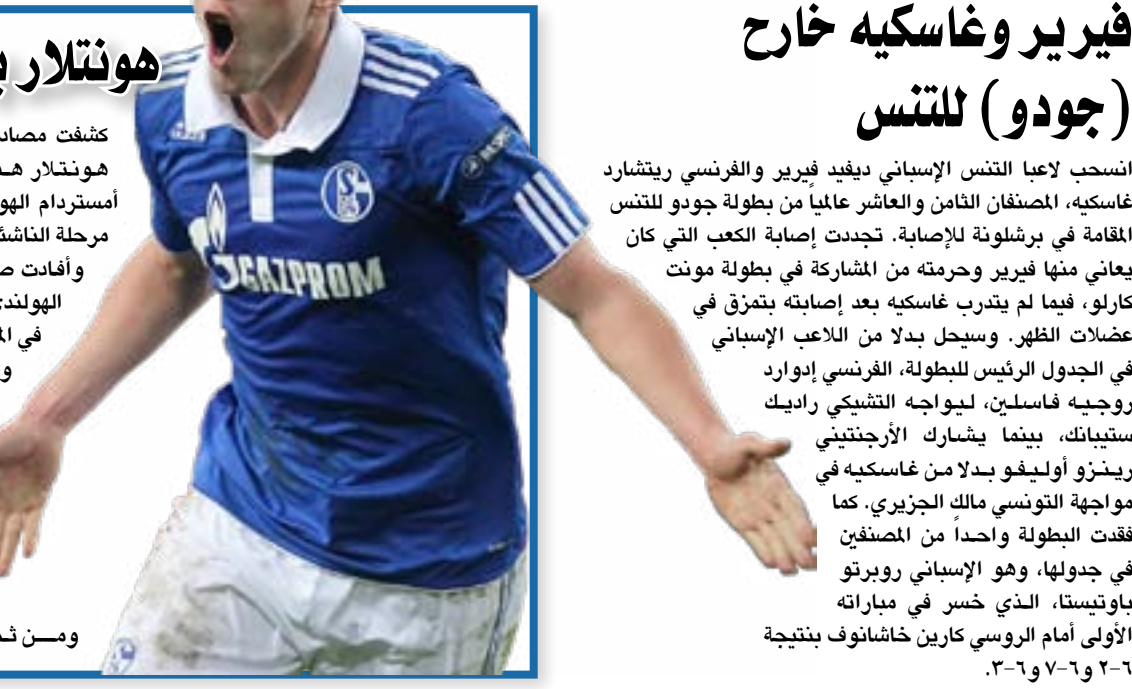 فيرير وغاسكيه خارح
(جودو) للتنس
انسحب لاعبا التنس الإسباني ديفيد فيرير والفرنسي ريتشارد
غاسكيه، المصنفان الثامن والعاشر عالمياً من بطولة جودو للتنس
المقامة في برشلونة للإصابة. تجددت إصابة الكعب التي كان
يعاني منها فيرير وحرمته من المشاركة في بطولة مونت
كارلو، فيما لم يتدرب غاسكيه بعد إصابته بتمزق في
عضلات الظهر. وسيحل بدلا من اللاعب الإسباني
في الجدول الرئيس للبطولة، الفرنسي إدوارد
روجيه فاسلين، ليواجه التشيكي راديك
ستيبانك، بينما يشارك الأرجنتيني
رينزو أوليفو بدلا من غاسكيه في
مواجهة التونسي مالك الجزيري. كما
فقدت البطولة واحداً من المصنفين
في جدولها، وهو الإسباني روبرتو
باوتيستا، الذي خسر في مباراته
الأولى أمام الروسي كارين خاشانوف بنتيجة
٦-٢ و٦-٧ و٦-٣.
هونتلار
كشفت
هونتلار
أمستردام
مرحلة
وأفادت
في
و
ومن
GAZPROM
S